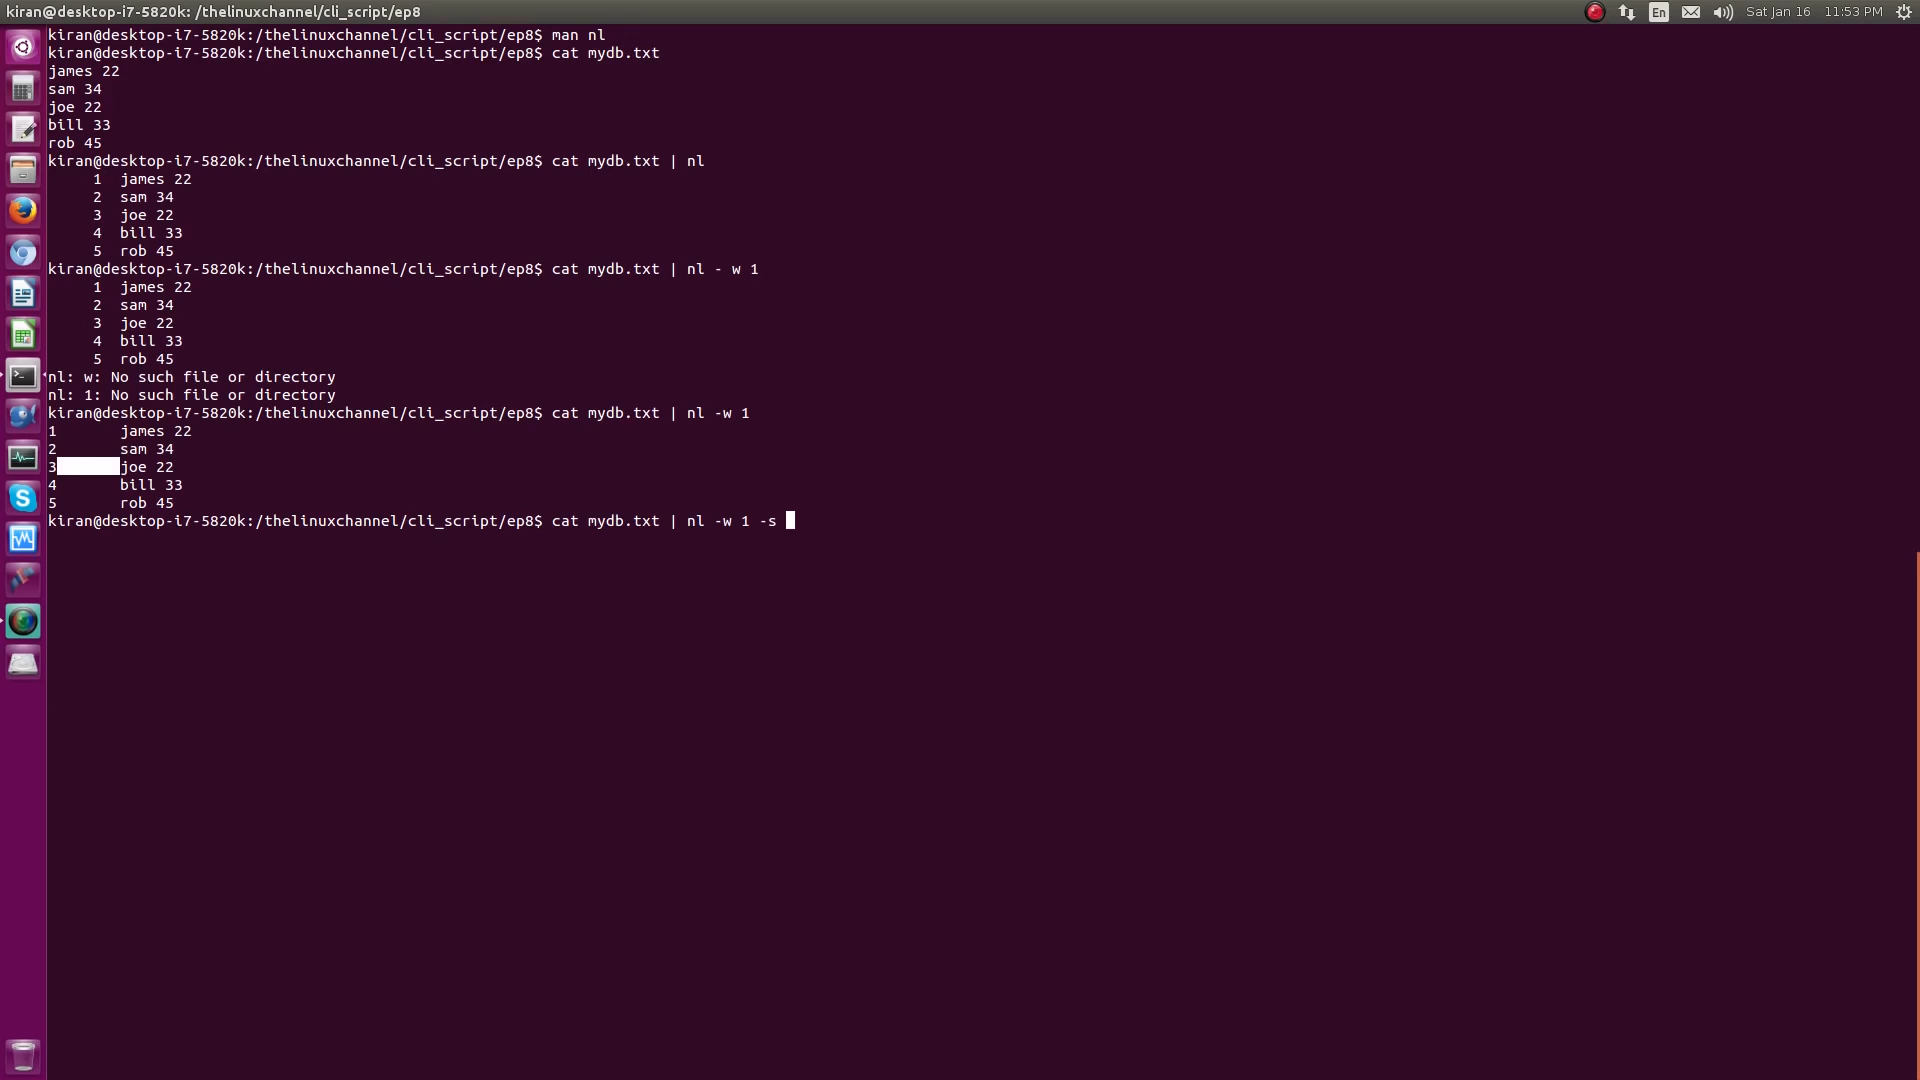 kiran@desktop-i7-5820k: /thelinuxchannel/cli_script/ep8
En
Sat Jan 16
11:53 PM
kiran@desktop-i7-5820k:/thelinuxchannel/cli_script/ep8$ man nl
kiran@desktop-i7-5820k:/thelinuxchannel/cli_script/ep8$ cat mydb.txt
james 22
sam 34
joe 22
bill 33
rob 45
kiran@desktop-i7-5820k:/thelinuxchannel/cli_script/ep8$ cat mydb.txt | nl
     1  james 22
     2  sam 34
     3  joe 22
     4  bill 33
     5  rob 45
kiran@desktop-i7-5820k:/thelinuxchannel/cli_script/ep8$ cat mydb.txt | nl - w 1
     1  james 22
     2  sam 34
     3  joe 22
     4  bill 33
     5  rob 45
nl: w: No such file or directory
nl: 1: No such file or directory
kiran@desktop-i7-5820k:/thelinuxchannel/cli_script/ep8$ cat mydb.txt | nl -w 1
1       james 22
2       sam 34
3       joe 22
4       bill 33
5       rob 45
kiran@desktop-i7-5820k:/thelinuxchannel/cli_script/ep8$ cat mydb.txt | nl -w 1 -s